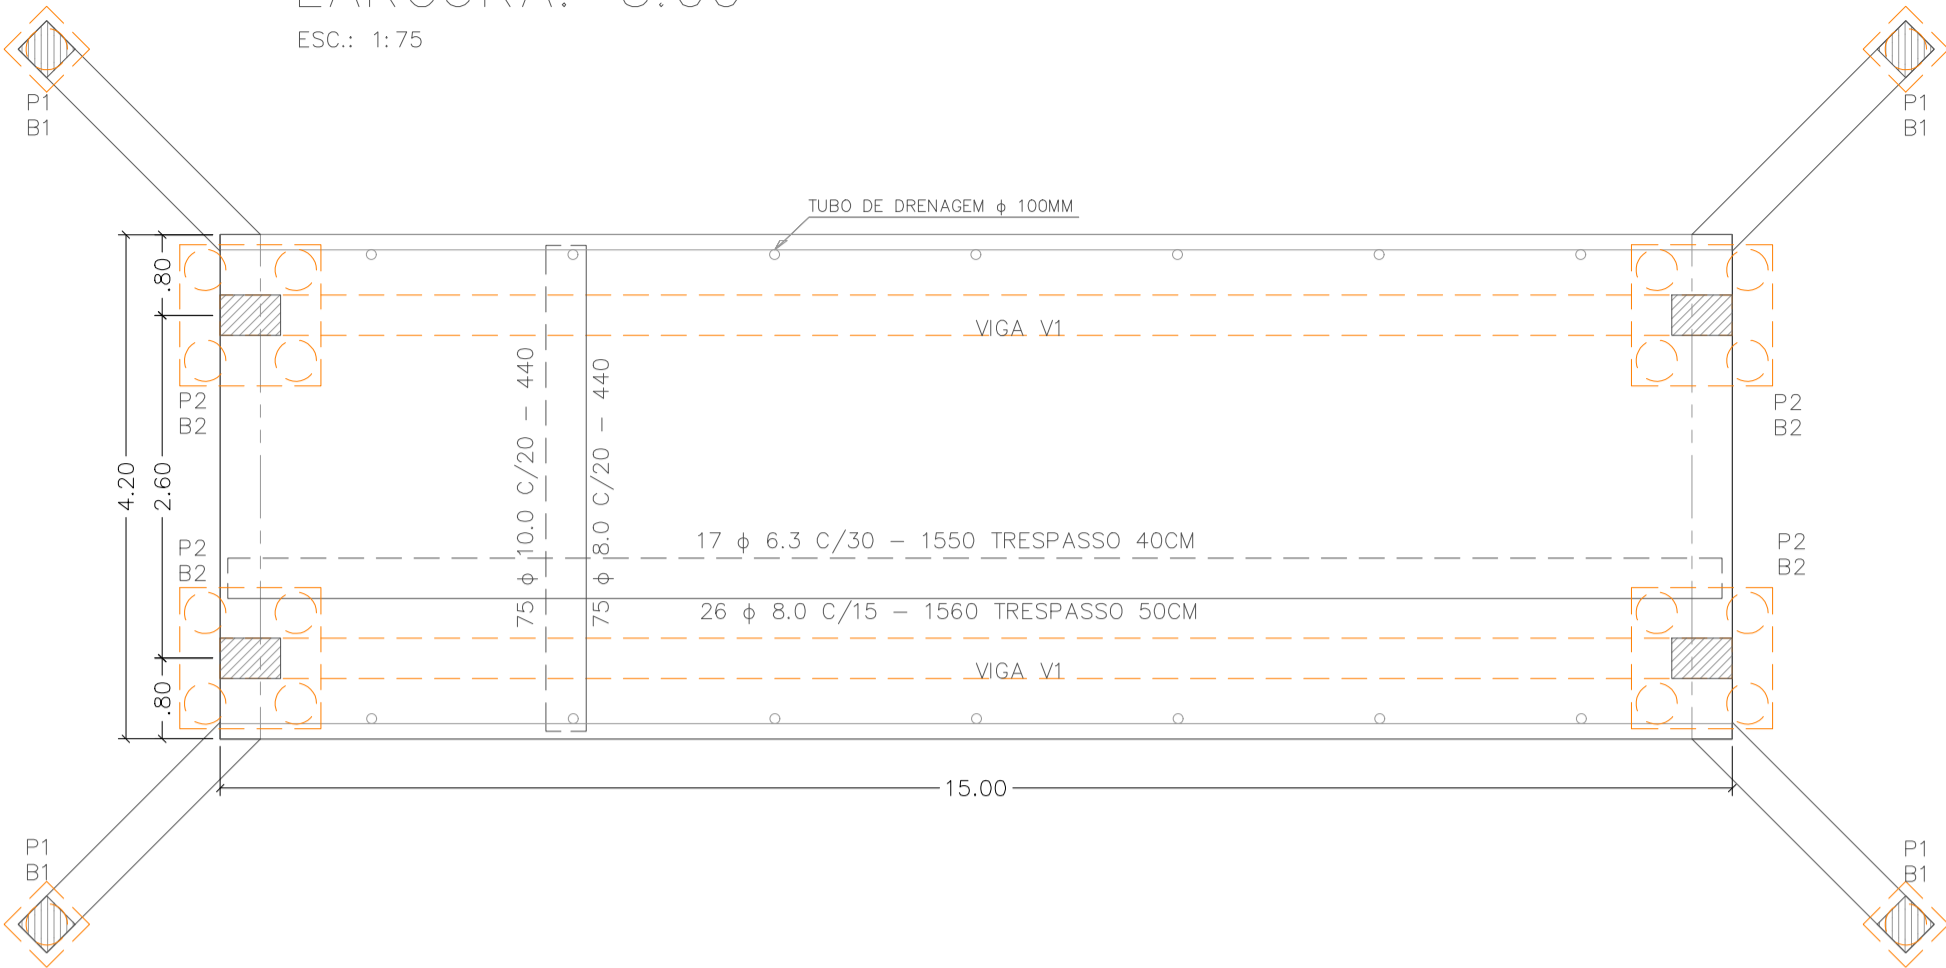 ESC.: 1:75
P1
B1
P1
B1
TUBO DE DRENAGEM ϕ 100MM
.80
VIGA V1
P2
B2
P2
B2
4.20
2.60
75 ϕ 10.0 C/20 - 440
75 ϕ 8.0 C/20 - 440
17 ϕ 6.3 C/30 - 1550 TRESPASSO 40CM
P2
B2
P2
B2
26 ϕ 8.0 C/15 - 1560 TRESPASSO 50CM
VIGA V1
.80
15.00
P1
B1
P1
B1